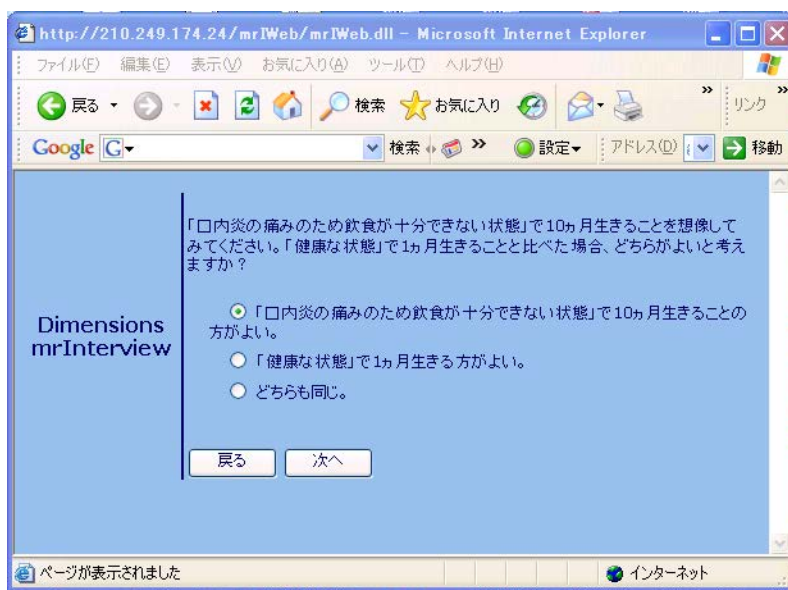 http://210.249.174.24/mrIWeb/mrIWeb.dll - Microsoft Internet Explorer
ファイル(F) 編集(E) 表示(V) お気に入り(A) ツール(T) ヘルプ(H)
戻る 検索 お気に入り » リンク »
Google G 検索 » 設定 アドレス(D) 移動
「口内炎の痛みのため飲食が十分できない状態」で10ヵ月生きることを想像して
みてください。「健康な状態」で1ヵ月生きることと比べた場合、どちらがよいと考え
ますか？
Dimensions
mrInterview
「口内炎の痛みのため飲食が十分できない状態」で10ヵ月生きることの
方がよい。
「健康な状態」で1ヵ月生きる方がよい。
どちらも同じ。
戻る 次へ
ページが表示されました インターネット